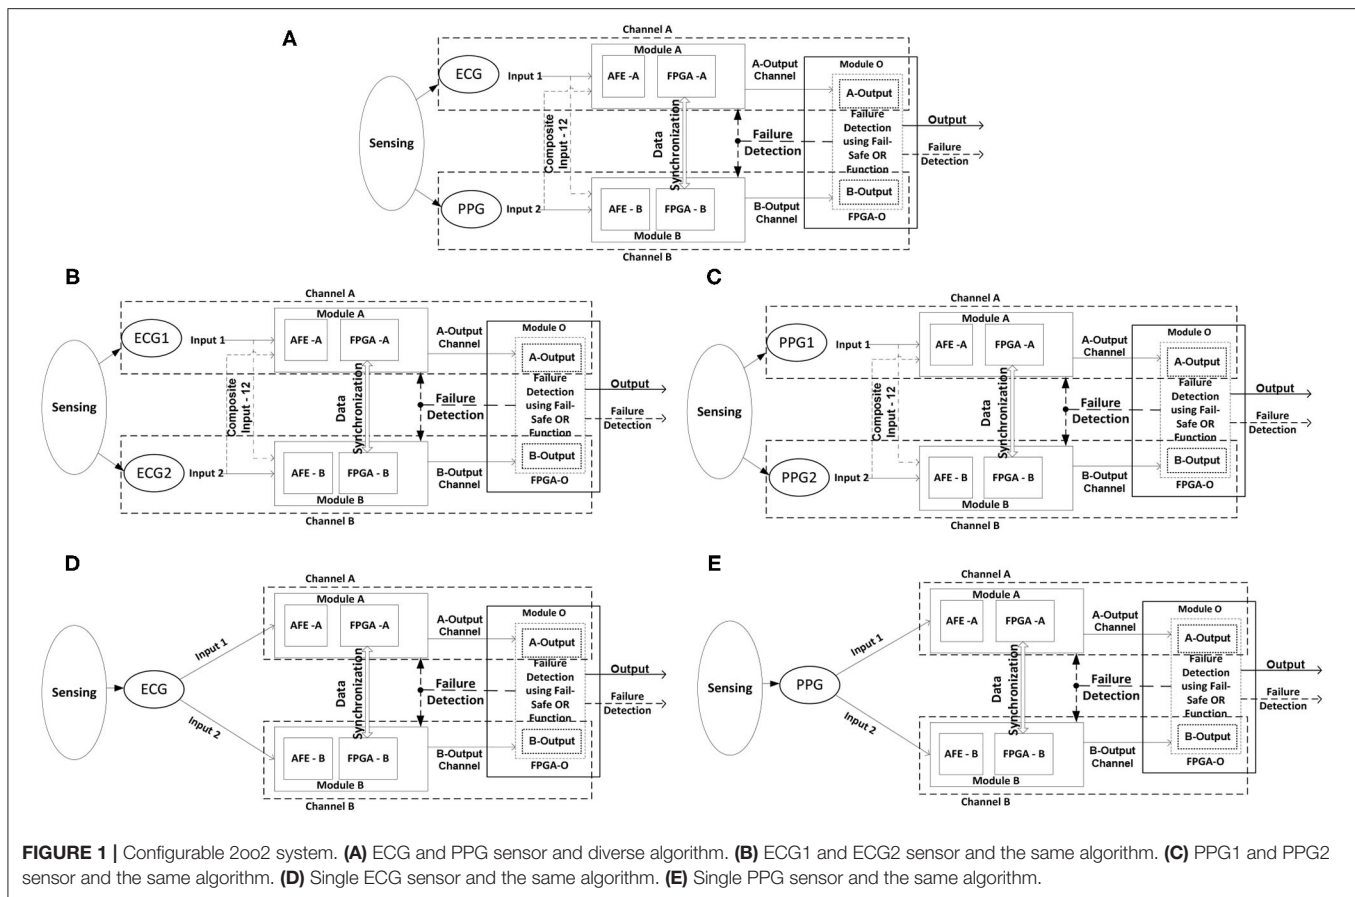 A
Channel A
Module A
ECG
Input 1
AFE -A
FPGA -A
A-Output
Channel
Module O
A-Output
Sensing
Composite
Input - 12
Data
Synchronization
Failure
Detection
Failure
Detection
using Fail-
Safe OR
Function
Output
Failure
Detection
PPG
Input 2
AFE - B
FPGA - B
Module B
B-Output
Channel
B-Output
FPGA-O
Channel B
B
Channel A
Module A
ECG1
Input 1
AFE -A
FPGA -A
A-Output
Channel
Module O
A-Output
Sensing
Composite
Input - 12
Data
Synchronization
Failure
Detection
Failure
Detection
using Fail-
Safe OR
Function
Output
Failure
Detection
ECG2
Input 2
AFE - B
FPGA - B
Module B
B-Output
Channel
B-Output
FPGA-O
Channel B
C
Channel A
Module A
PPG1
Input 1
AFE -A
FPGA -A
A-Output
Channel
Module O
A-Output
Sensing
Composite
Input - 12
Data
Synchronization
Failure
Detection
Failure
Detection
using Fail-
Safe OR
Function
Output
Failure
Detection
PPG2
Input 2
AFE - B
FPGA - B
Module B
B-Output
Channel
B-Output
FPGA-O
Channel B
D
Channel A
Module A
AFE -A
FPGA -A
A-Output
Channel
Module O
A-Output
Sensing
ECG
Input 1
Input 2
Data
Synchronization
Failure
Detection
Failure
Detection
using Fail-
Safe OR
Function
Output
Failure
Detection
AFE - B
FPGA - B
Module B
B-Output
Channel
B-Output
FPGA-O
Channel B
E
Channel A
Module A
AFE -A
FPGA -A
A-Output
Channel
Module O
A-Output
Sensing
PPG
Input 1
Input 2
Data
Synchronization
Failure
Detection
Failure
Detection
using Fail-
Safe OR
Function
Output
Failure
Detection
AFE - B
FPGA - B
Module B
B-Output
Channel
B-Output
FPGA-O
Channel B
FIGURE 1 | Configurable 2oo2 system. (A) ECG and PPG sensor and diverse algorithm. (B) ECG1 and ECG2 sensor and the same algorithm. (C) PPG1 and PPG2
sensor and the same algorithm. (D) Single ECG sensor and the same algorithm. (E) Single PPG sensor and the same algorithm.